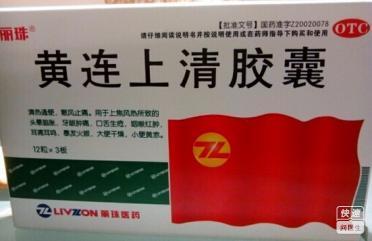 丽珠
【批准文号】国药准字Z20020078
请仔细阅读说明书并按说明使用或在药师指导下购买和使用
OTC
黄连上清胶囊
清热通便，散风止痛。用于上焦风热所致的
头晕脑胀，牙龈肿痛，口舌生疮，咽喉红肿，
耳痛耳鸣，暴发火眼，大便干燥，小便黄赤。
12粒×3板
LIVZON 丽珠医药
快速
问医生